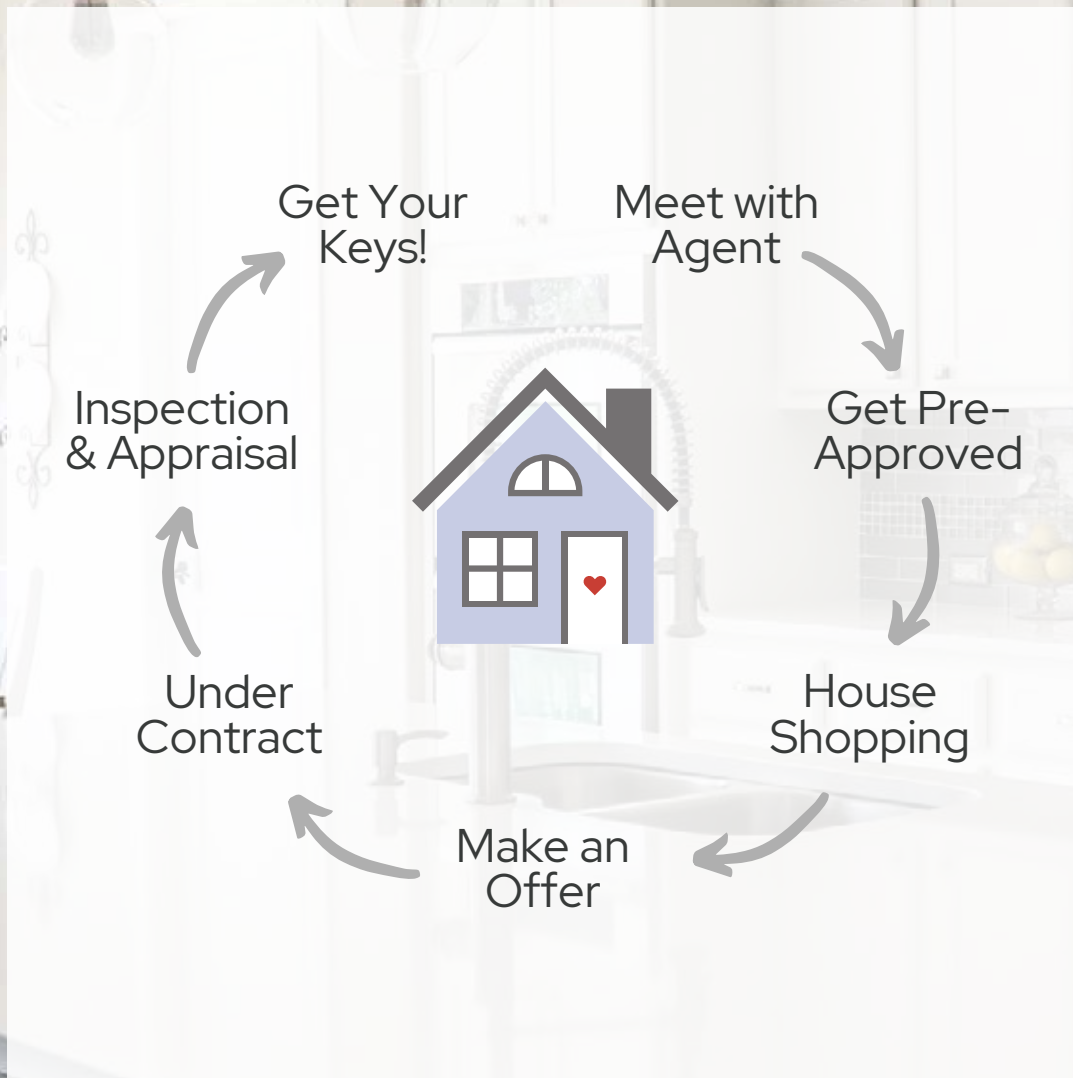 Meet with
Agent
Get Pre-
Approved
House
Shopping
Make an
Offer
Under
Contract
Inspection
& Appraisal
Get Your
Keys!